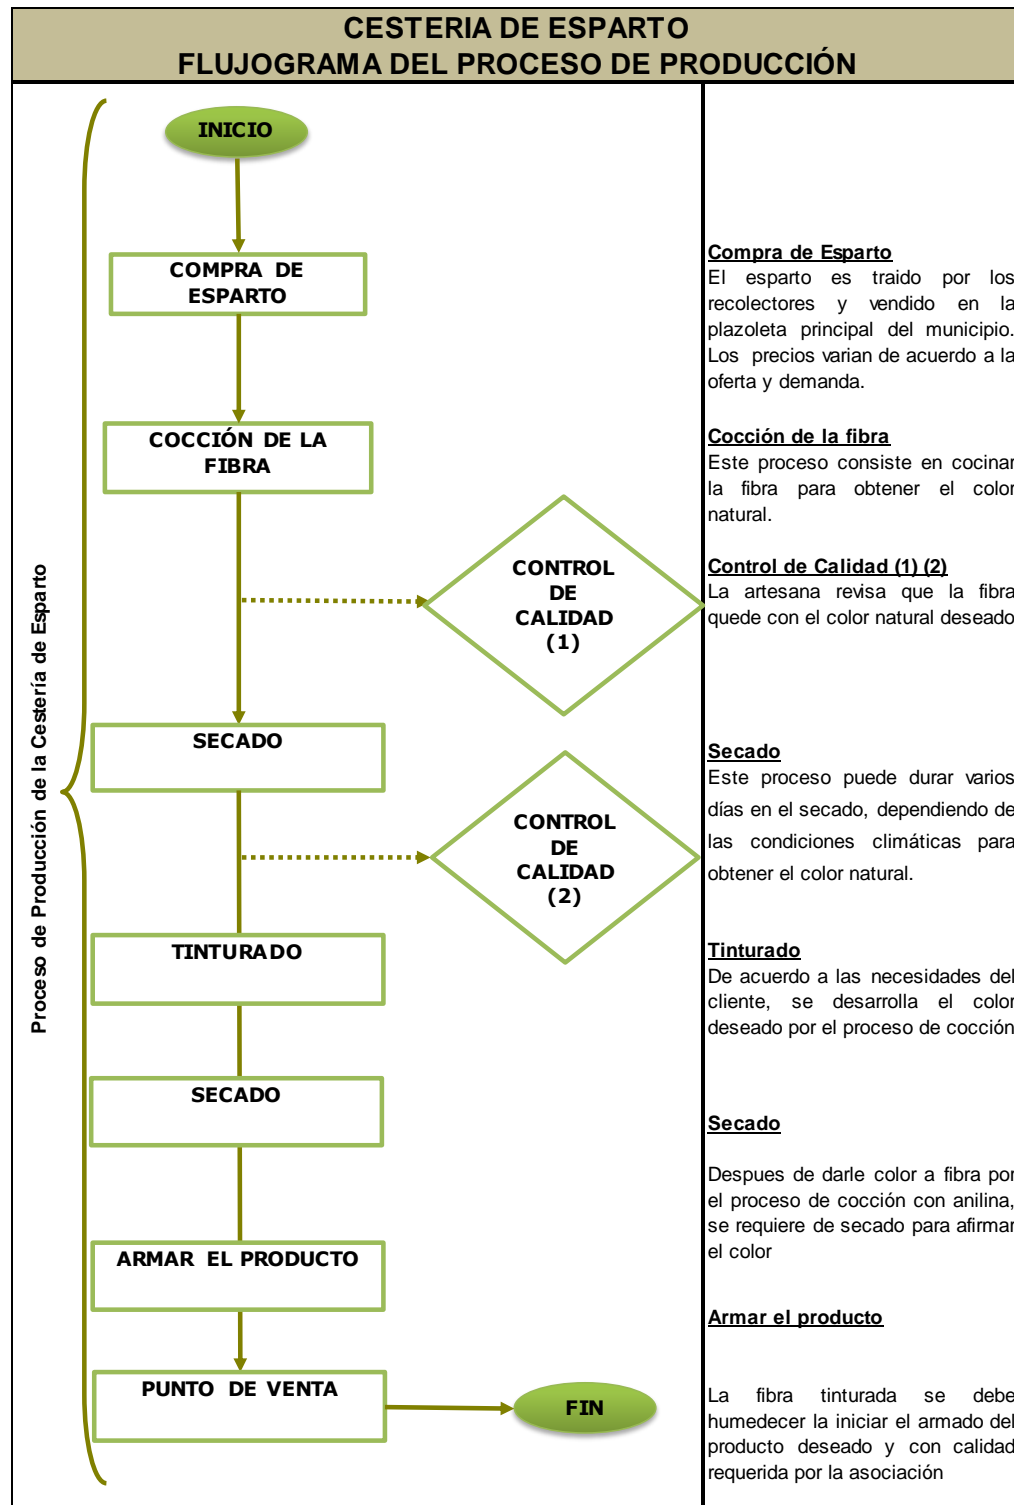 CESTERIA DE ESPARTO
FLUJOGRAMA DEL PROCESO DE PRODUCCIÓN
Proceso de Producción de la Cestería de Esparto
INICIO
COMPRA DE
ESPARTO
COCCIÓN DE LA
FIBRA
CONTROL
DE
CALIDAD
(1)
SECADO
CONTROL
DE
CALIDAD
(2)
TINTURADO
SECADO
ARMAR EL PRODUCTO
PUNTO DE VENTA
FIN
Compra de Esparto
El esparto es traido por los
recolectores y vendido en la
plazoleta principal del municipio.
Los precios varian de acuerdo a la
oferta y demanda.
Cocción de la fibra
Este proceso consiste en cocinar
la fibra para obtener el color
natural.
Control de Calidad (1) (2)
La artesana revisa que la fibra
quede con el color natural deseado
Secado
Este proceso puede durar varios
días en el secado, dependiendo de
las condiciones climáticas para
obtener el color natural.
Tinturado
De acuerdo a las necesidades del
cliente, se desarrolla el color
deseado por el proceso de cocción
Secado
Despues de darle color a fibra por
el proceso de cocción con anilina,
se requiere de secado para afirmar
el color
Armar el producto
La fibra tinturada se debe
humedecer la iniciar el armado del
producto deseado y con calidad
requerida por la asociación